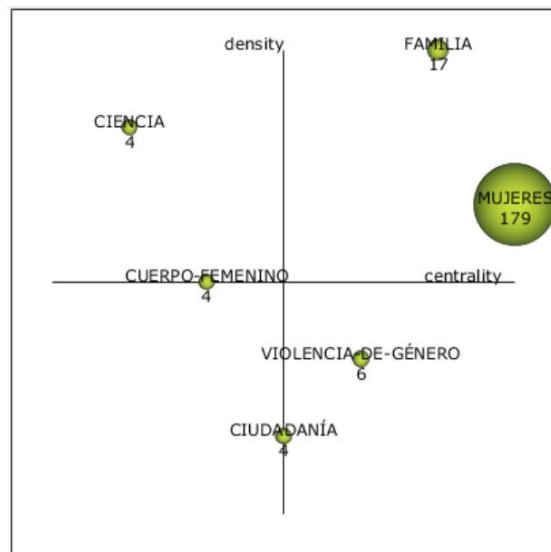 density
FAMILIA
17
CIENCIA
4
MUJERES
179
CUERPO-FEMENINO
4
centrality
VIOLENCIA-DE-GÉNERO
6
CIUDADANÍA
4